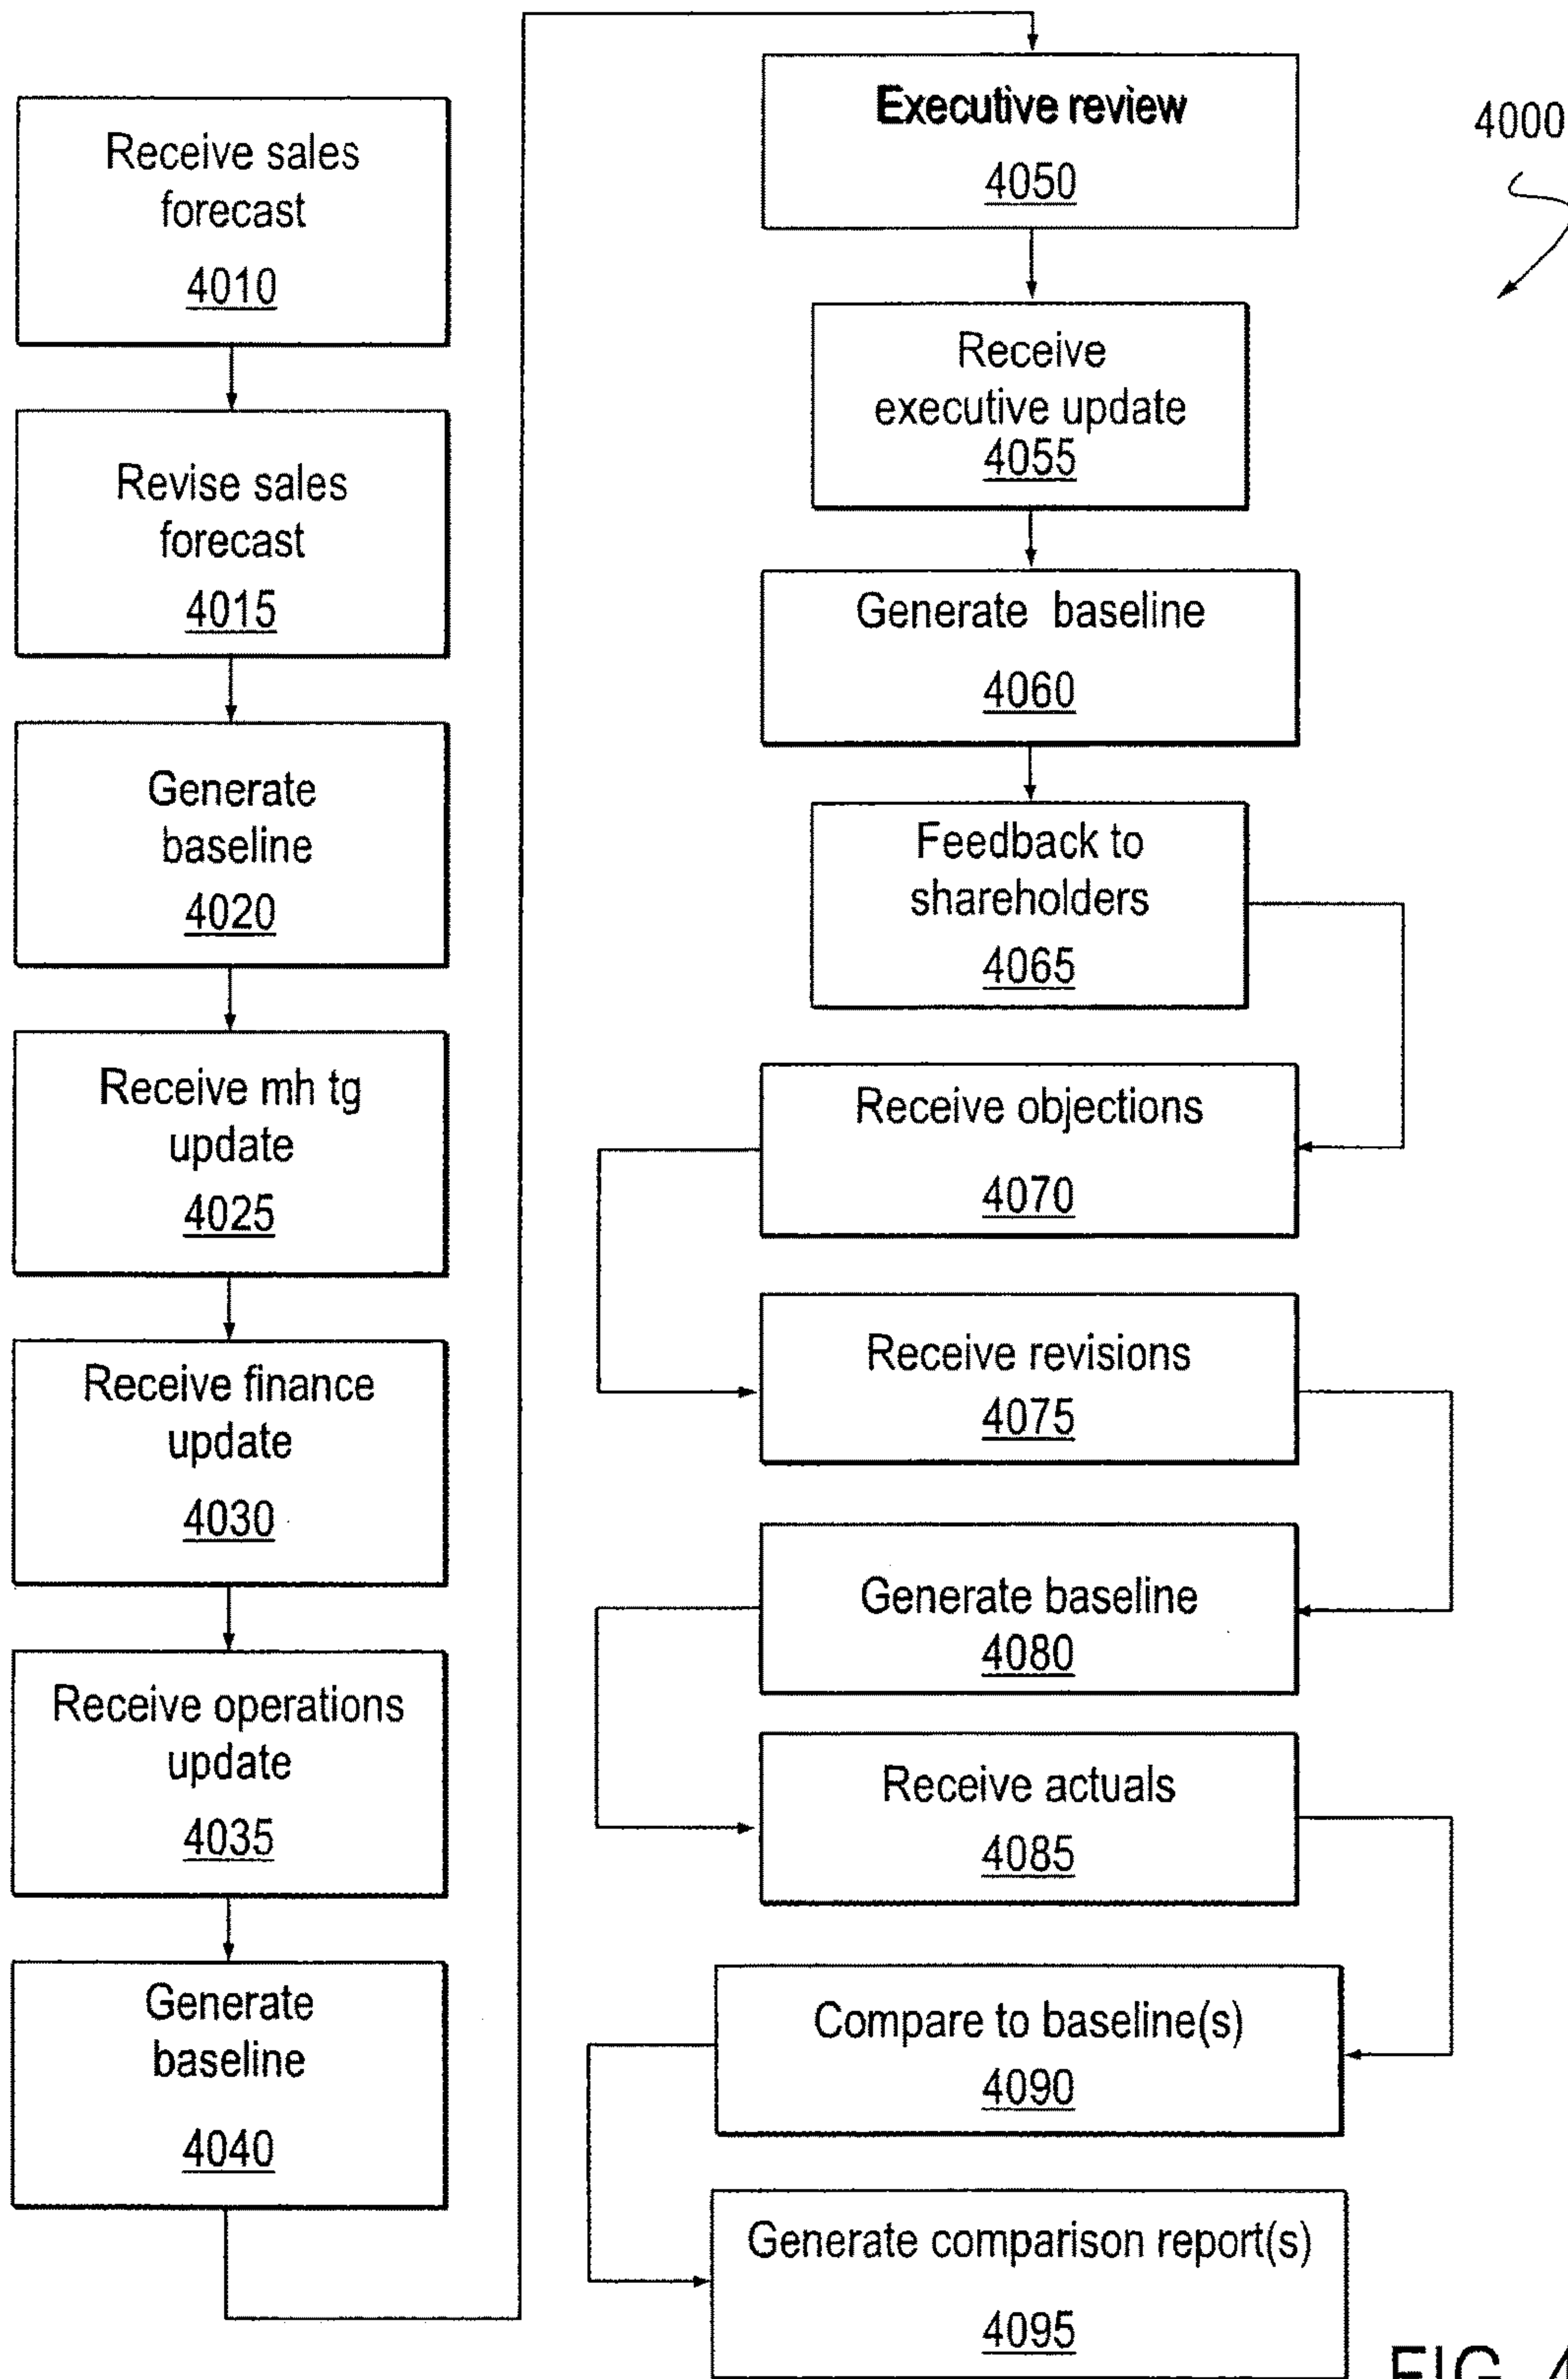 Receive sales
forecast
4010
Revise sales
forecast
4015
Generate
baseline
4020
Receive mh tg
update
4025
Receive finance
update
4030
Receive operations
update
4035
Generate
baseline
4040
Executive review
4050
Receive
executive update
4055
Generate baseline
4060
Feedback to
shareholders
4065
Receive objections
4070
Receive revisions
4075
Generate baseline
4080
Receive actuals
4085
Compare to baseline(s)
4090
Generate comparison report(s)
4095
4000
FIG. 4